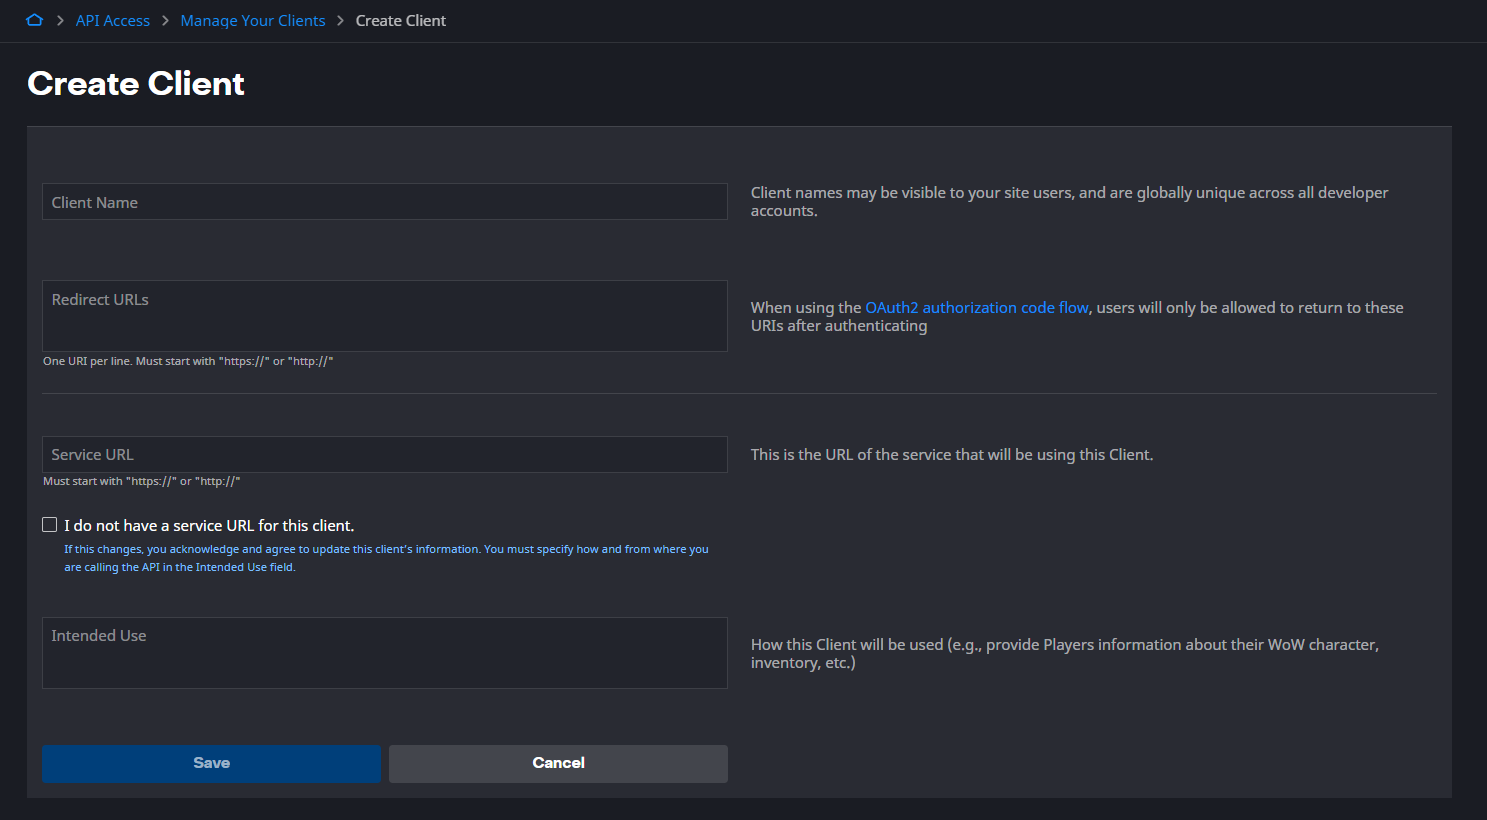 API Access > Manage Your Clients > Create Client
Create Client
Client Name
Client names may be visible to your site users, and are globally unique across all developer
accounts.
Redirect URLs
When using the OAuth2 authorization code flow, users will only be allowed to return to these
URIs after authenticating
One URI per line. Must start with "https://" or "http://"
Service URL
This is the URL of the service that will be using this Client.
Must start with "https://" or "http://"
I do not have a service URL for this client.
If this changes, you acknowledge and agree to update this client's information. You must specify how and from where you
are calling the API in the Intended Use field.
Intended Use
How this Client will be used (e.g., provide Players information about their WoW character,
inventory, etc.)
Save
Cancel